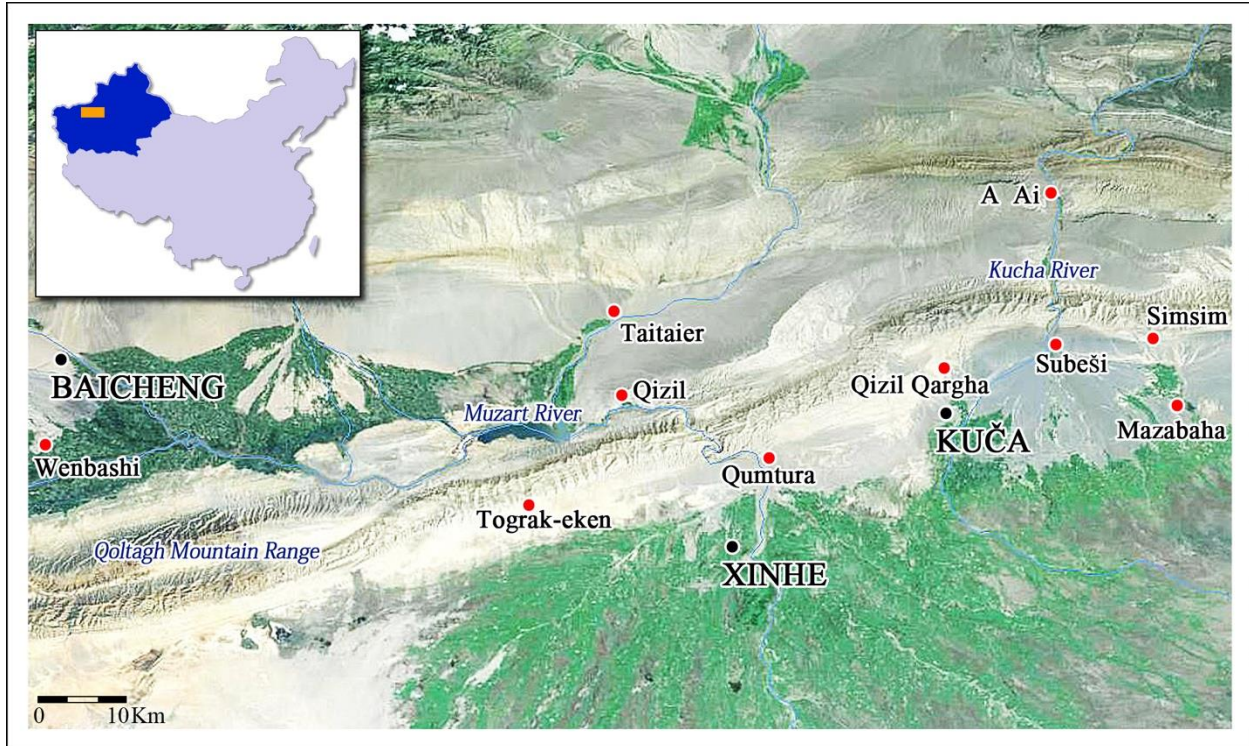 A Ai
Kucha River
Simsim
Taitaier
Subeši
BAICHENG
Qizil Qargha
Qizil
Muzart River
KUČA
Mazabaha
Wenbashi
Qumtura
Tograk-eken
Qoltagh Mountain Range
XINHE
0 10Km